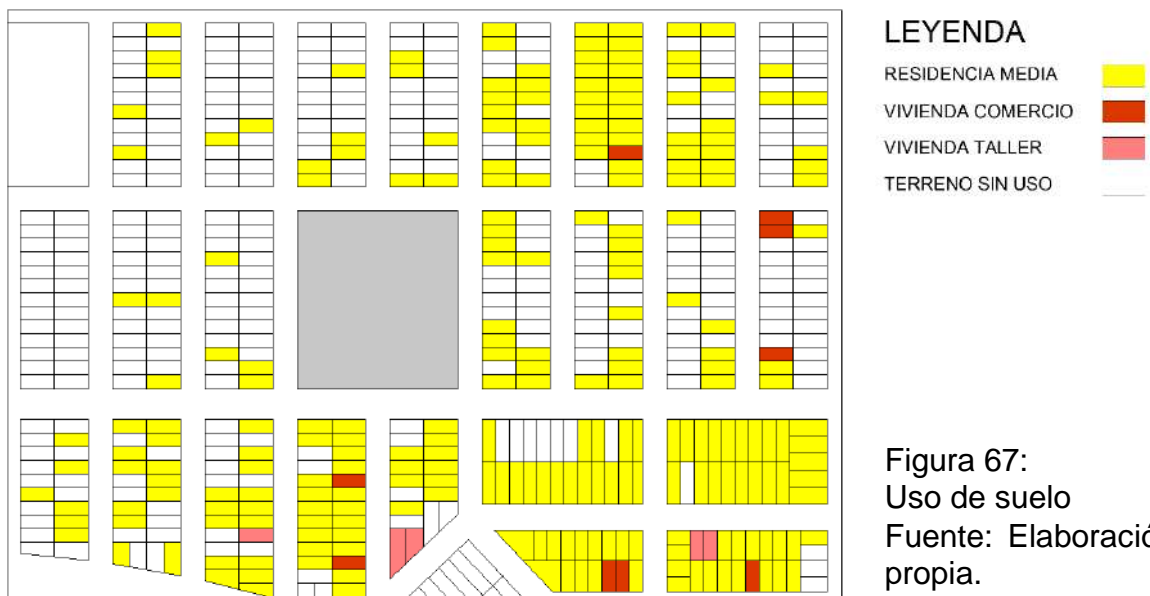 LEYENDA
RESIDENCIA MEDIA
VIVIENDA COMERCIO
VIVIENDA TALLER
TERRENO SIN USO
Figura 67:
Uso de suelo
Fuente: Elaboració
propia.